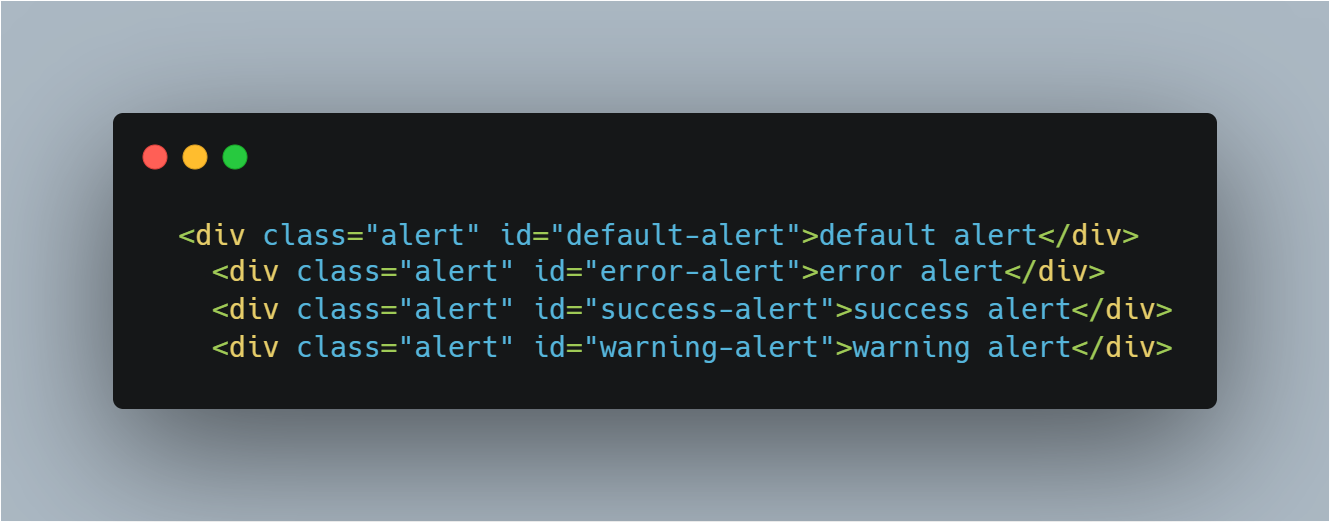 <div class="alert" id="default-alert">default alert</div>
  <div class="alert" id="error-alert">error alert</div>
  <div class="alert" id="success-alert">success alert</div>
  <div class="alert" id="warning-alert">warning alert</div>